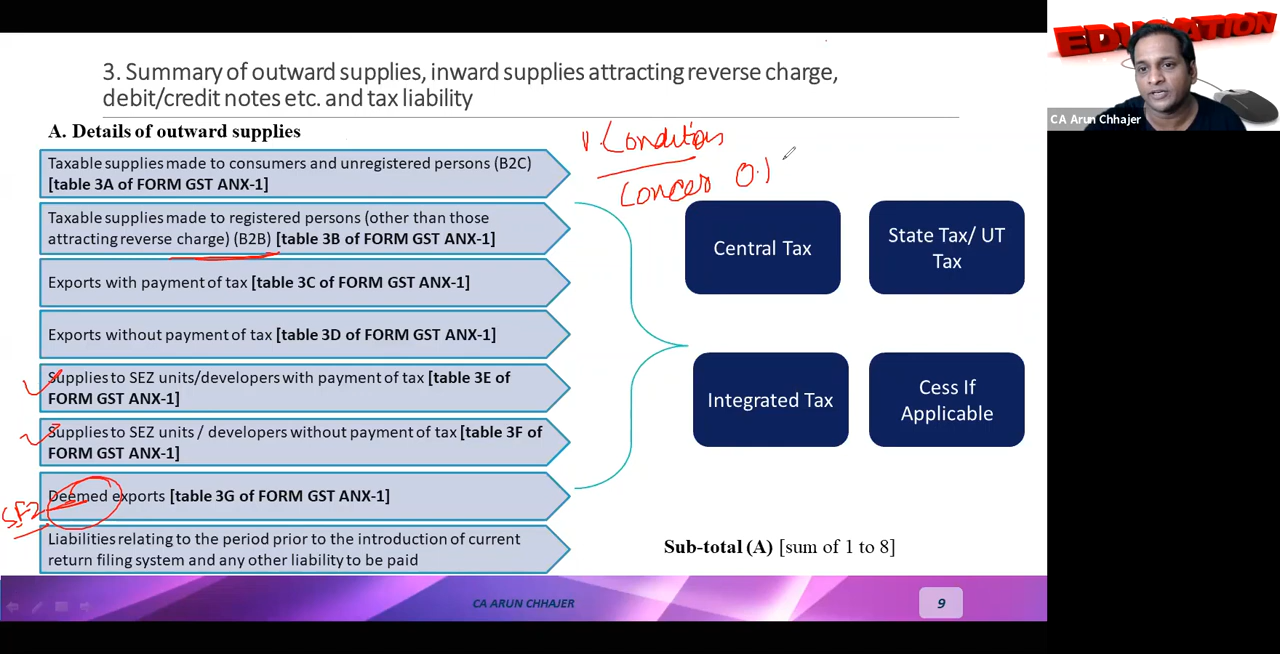 EDUCATION
CA Arun Chhajer
3. Summary of outward supplies, inward supplies attracting reverse charge,
debit/credit notes etc. and tax liability
A. Details of outward supplies
Taxable supplies made to consumers and unregistered persons (B2C)
[table 3A of FORM GST ANX-1]
Taxable supplies made to registered persons (other than those
attracting reverse charge) (B2B) [table 3B of FORM GST ANX-1]
Exports with payment of tax [table 3C of FORM GST ANX-1]
Exports without payment of tax [table 3D of FORM GST ANX-1]
Supplies to SEZ units/developers with payment of tax [table 3E of
FORM GST ANX-1]
Supplies to SEZ units / developers without payment of tax [table 3F of
FORM GST ANX-1]
Deemed exports [table 3G of FORM GST ANX-1]
Liabilities relating to the period prior to the introduction of current
return filing system and any other liability to be paid
0.1
Central Tax
State Tax/ UT
Tax
Integrated Tax
Cess If
Applicable
Sub-total (A) [sum of 1 to 8]
CA ARUN CHHAJER
9